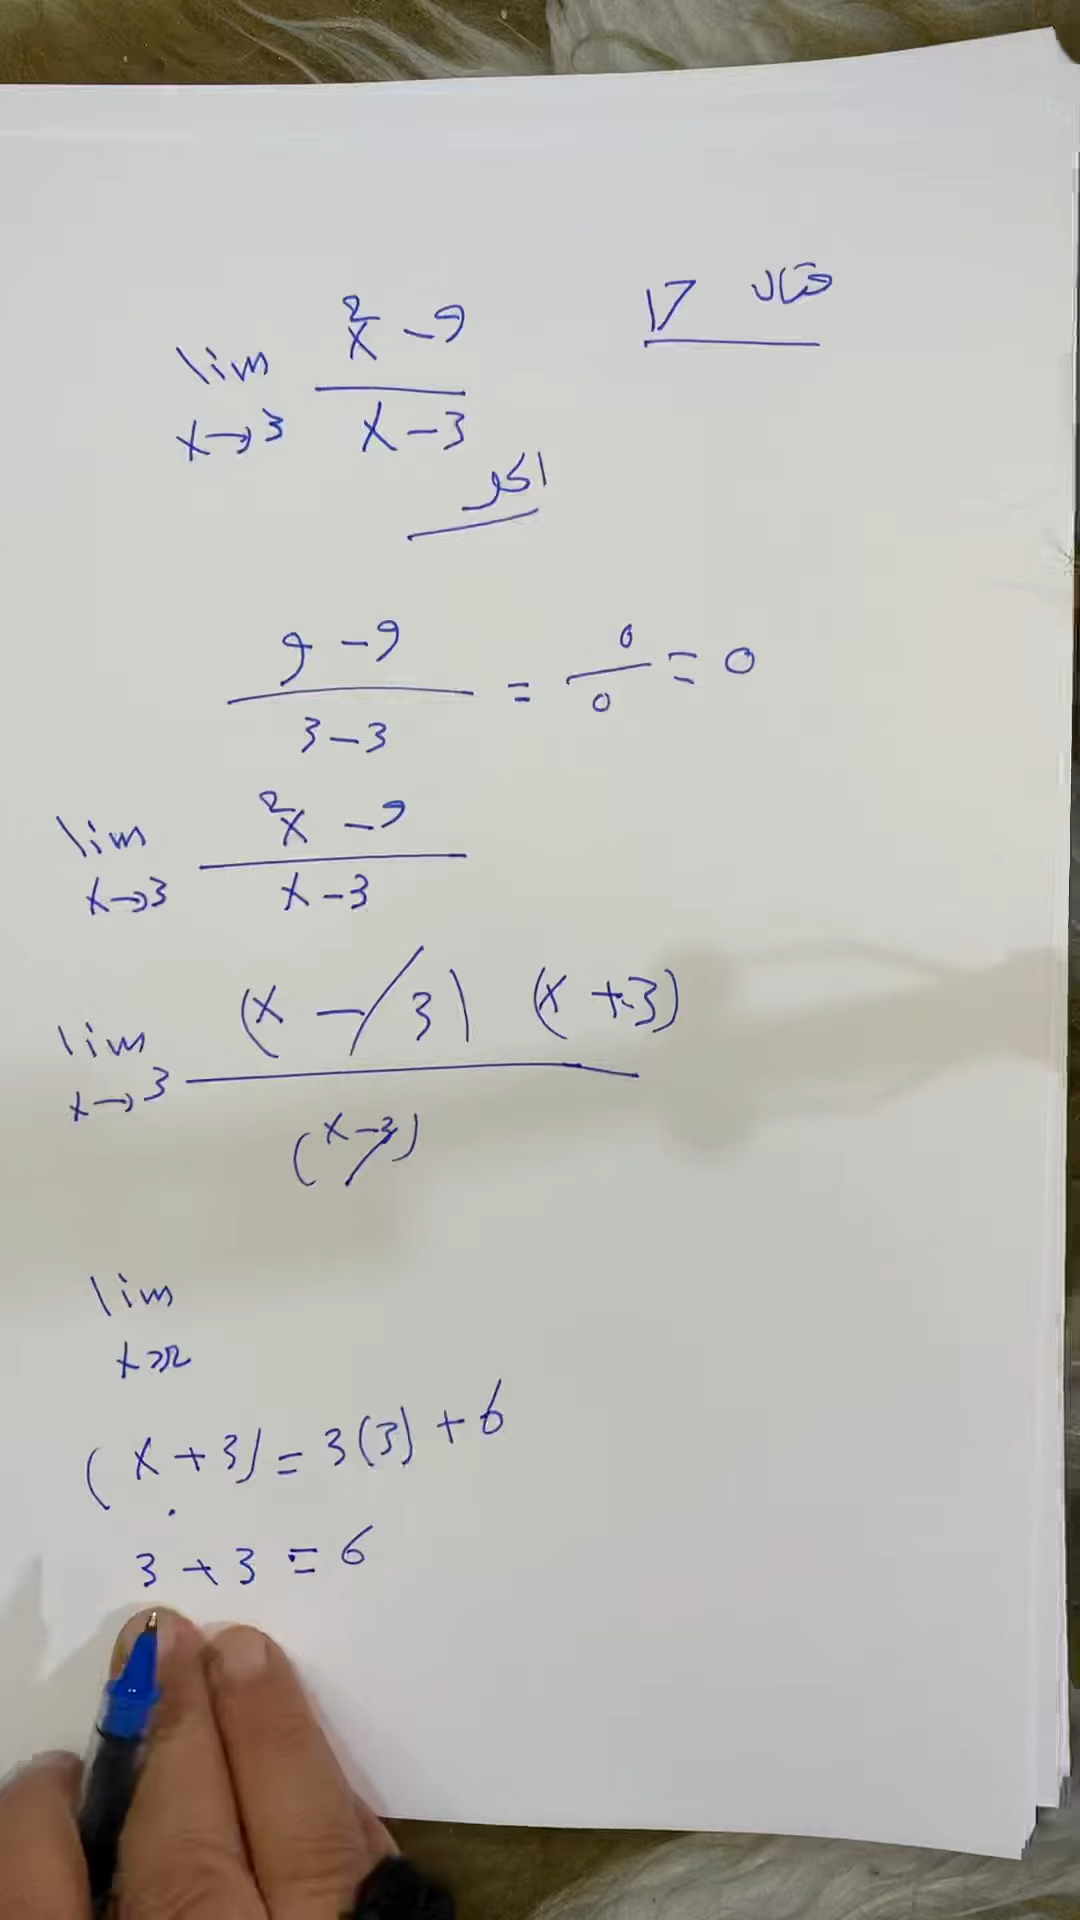 مثال 17
lim x→3 (x² - 9) / (x - 3)
الحل
(9 - 9) / (3 - 3) = 0/0 = 0
lim x→3 (x² - 9) / (x - 3)
lim x→3 (x - 3) (x + 3) / (x - 3)
lim
(x + 3) = 3(3) + 6
3 + 3 = 6